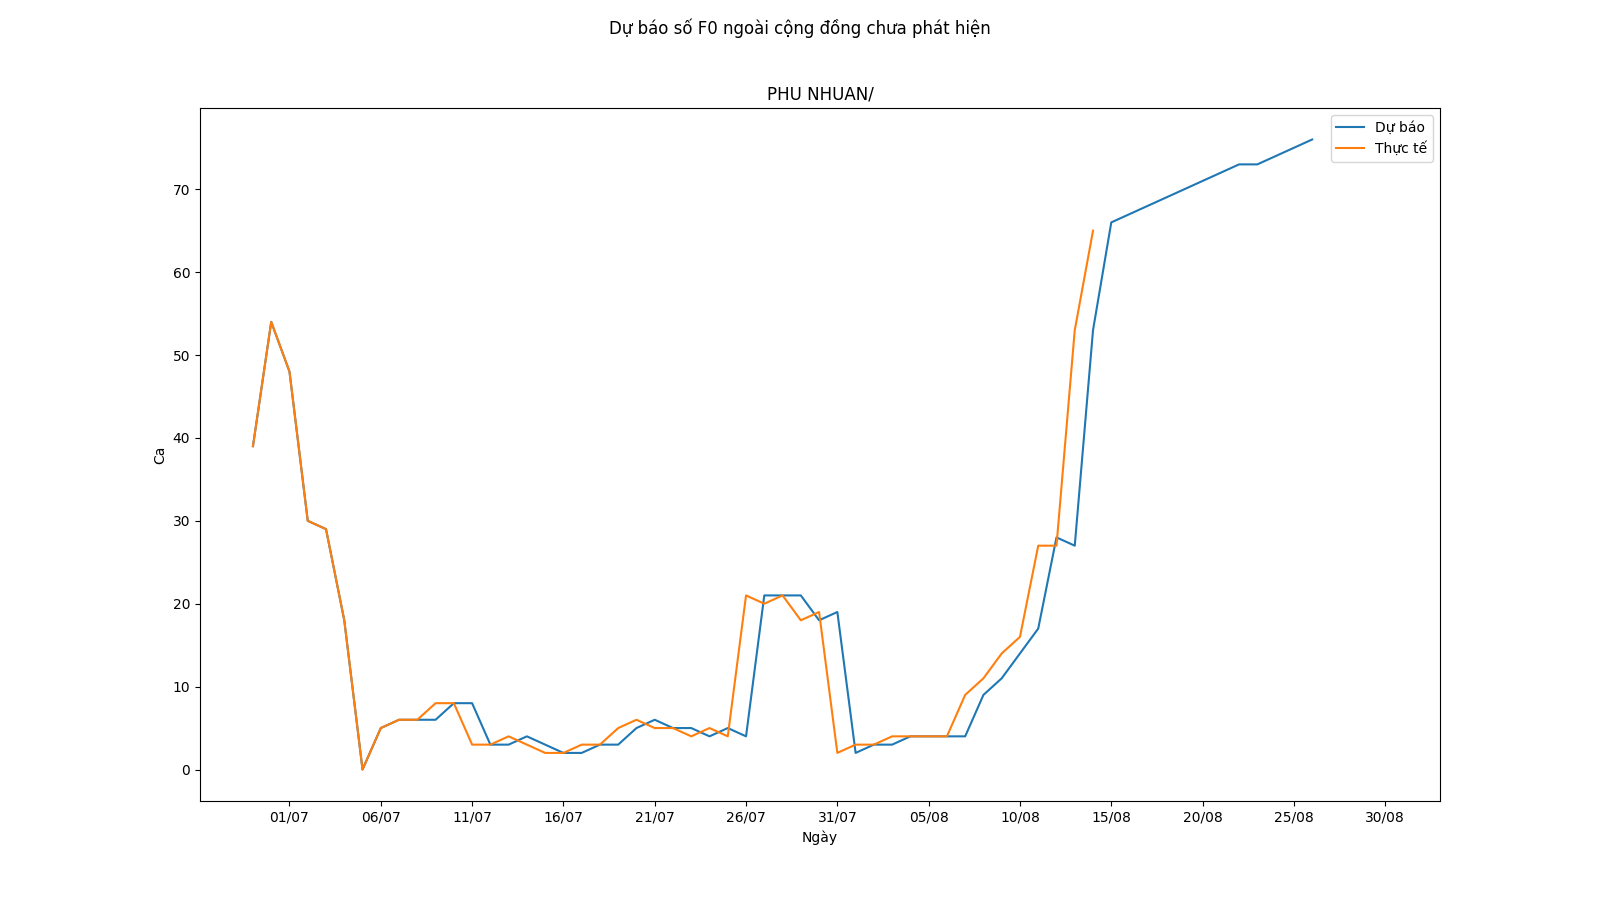 Dự báo số F0 ngoài cộng đồng chưa phát hiện
PHU NHUAN/
Dự báo
Thực tế
70
60
50
40
30
20
10
0
Ca
01/07 06/07 11/07 16/07 21/07 26/07 31/07 05/08 10/08 15/08 20/08 25/08 30/08
Ngày